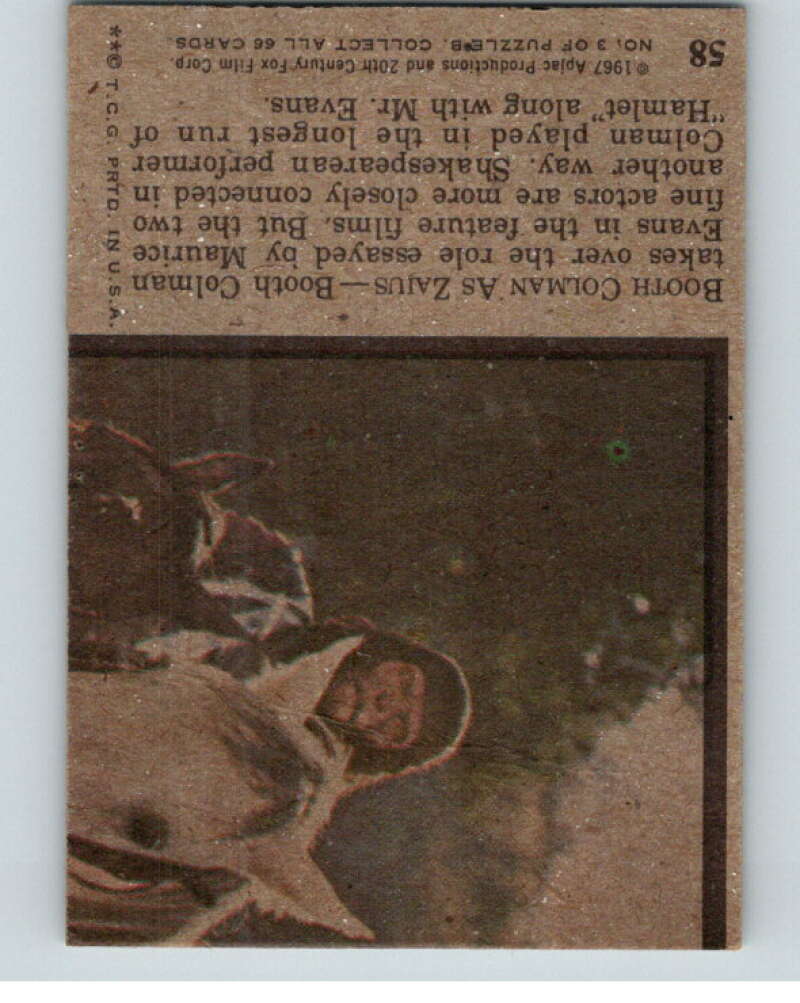 BOOTH COLMAN AS ZAIUS—Booth Colman
takes over the role essayed by Maurice
Evans in the feature films. But the two
fine actors are more closely connected in
another way. Shakespearean performer
Colman played in the longest run of
"Hamlet" along with Mr. Evans.
© 1967 Apjac Productions and 20th Century Fox Film Corp.
NO. 3 OF PUZZLE B. COLLECT ALL 66 CARDS
58
**© T.C.G. PRTD. IN U.S.A.